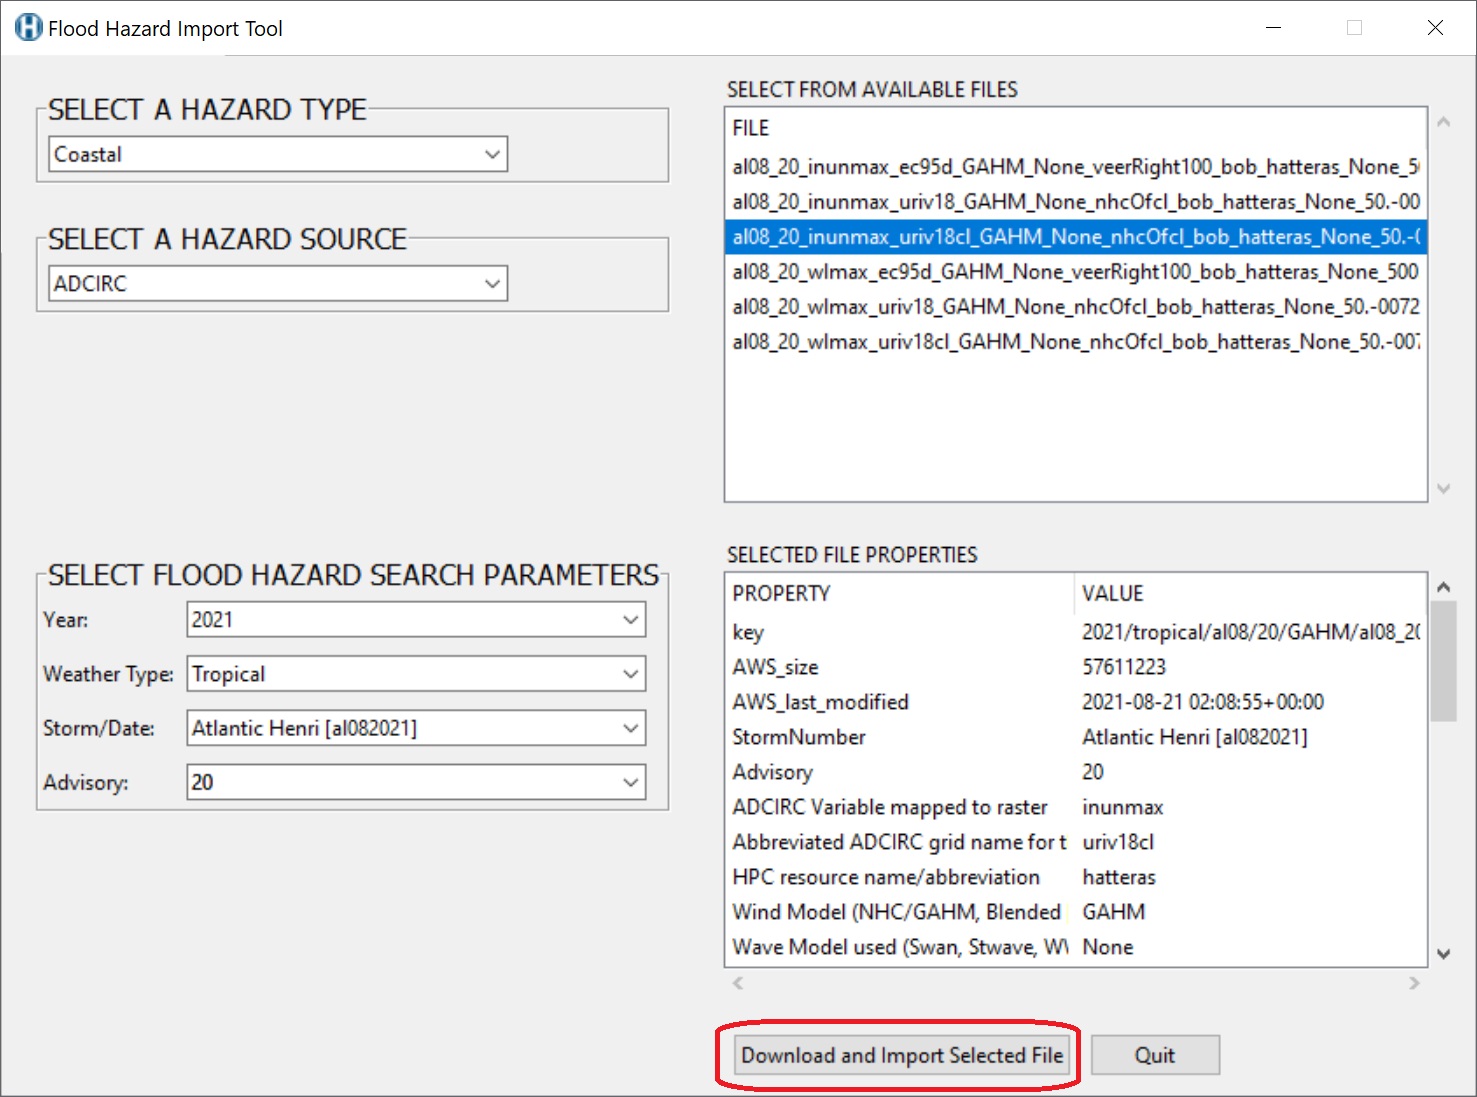 Flood Hazard Import Tool
SELECT A HAZARD TYPE
Coastal
SELECT A HAZARD SOURCE
ADCIRC
SELECT FLOOD HAZARD SEARCH PARAMETERS
Year: 2021
Weather Type: Tropical
Storm/Date: Atlantic Henri [al082021]
Advisory: 20
SELECT FROM AVAILABLE FILES
FILE
al08_20_inunmax_ec95d_GAHM_None_veerRight100_bob_hatteras_None_5
al08_20_inunmax_uriv18_GAHM_None_nhcOfcl_bob_hatteras_None_50.-00
al08_20_inunmax_uriv18cl_GAHM_None_nhcOfcl_bob_hatteras_None_50.-
al08_20_wlmax_ec95d_GAHM_None_veerRight100_bob_hatteras_None_500
al08_20_wlmax_uriv18_GAHM_None_nhcOfcl_bob_hatteras_None_50.-0072
al08_20_wlmax_uriv18cl_GAHM_None_nhcOfcl_bob_hatteras_None_50.-007
SELECTED FILE PROPERTIES
PROPERTY VALUE
key 2021/tropical/al08/20/GAHM/al08_20
AWS_size 57611223
AWS_last_modified 2021-08-21 02:08:55+00:00
StormNumber Atlantic Henri [al082021]
Advisory 20
ADCIRC Variable mapped to raster inunmax
Abbreviated ADCIRC grid name for t uriv18cl
HPC resource name/abbreviation hatteras
Wind Model (NHC/GAHM, Blended GAHM
Wave Model used (Swan, Stwave, W None
Download and Import Selected File Quit